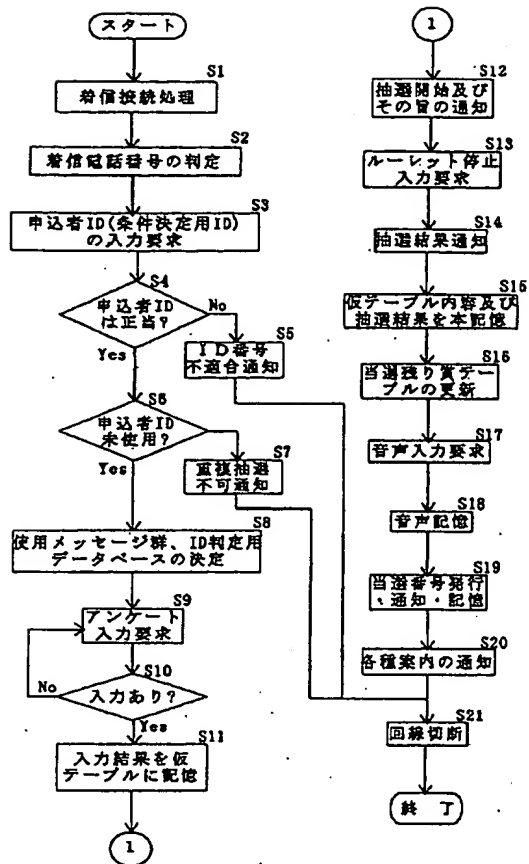 スタート
S1
着信接続処理
S2
着信電話番号の判定
S3
申込者ID(条件決定用ID)
の入力要求
S4
申込者ID
は正当?
No
Yes
S5
ID番号
不適合通知
S6
申込者ID
未使用?
No
Yes
S7
重複抽選
不可通知
S8
使用メッセージ群、ID判定用
データベースの決定
S9
アンケート
入力要求
S10
入力あり?
No
Yes
S11
入力結果を仮
テーブルに記憶
1
1
S12
抽選開始及び
その旨の通知
S13
ルーレット停止
入力要求
S14
抽選結果通知
S15
仮テーブル内容及び
抽選結果を本記憶
S16
当選残り賞テー
ブルの更新
S17
音声入力要求
S18
音声記憶
S19
当選番号発行
、通知・記憶
S20
各種案内の通知
S21
回線切断
終 了